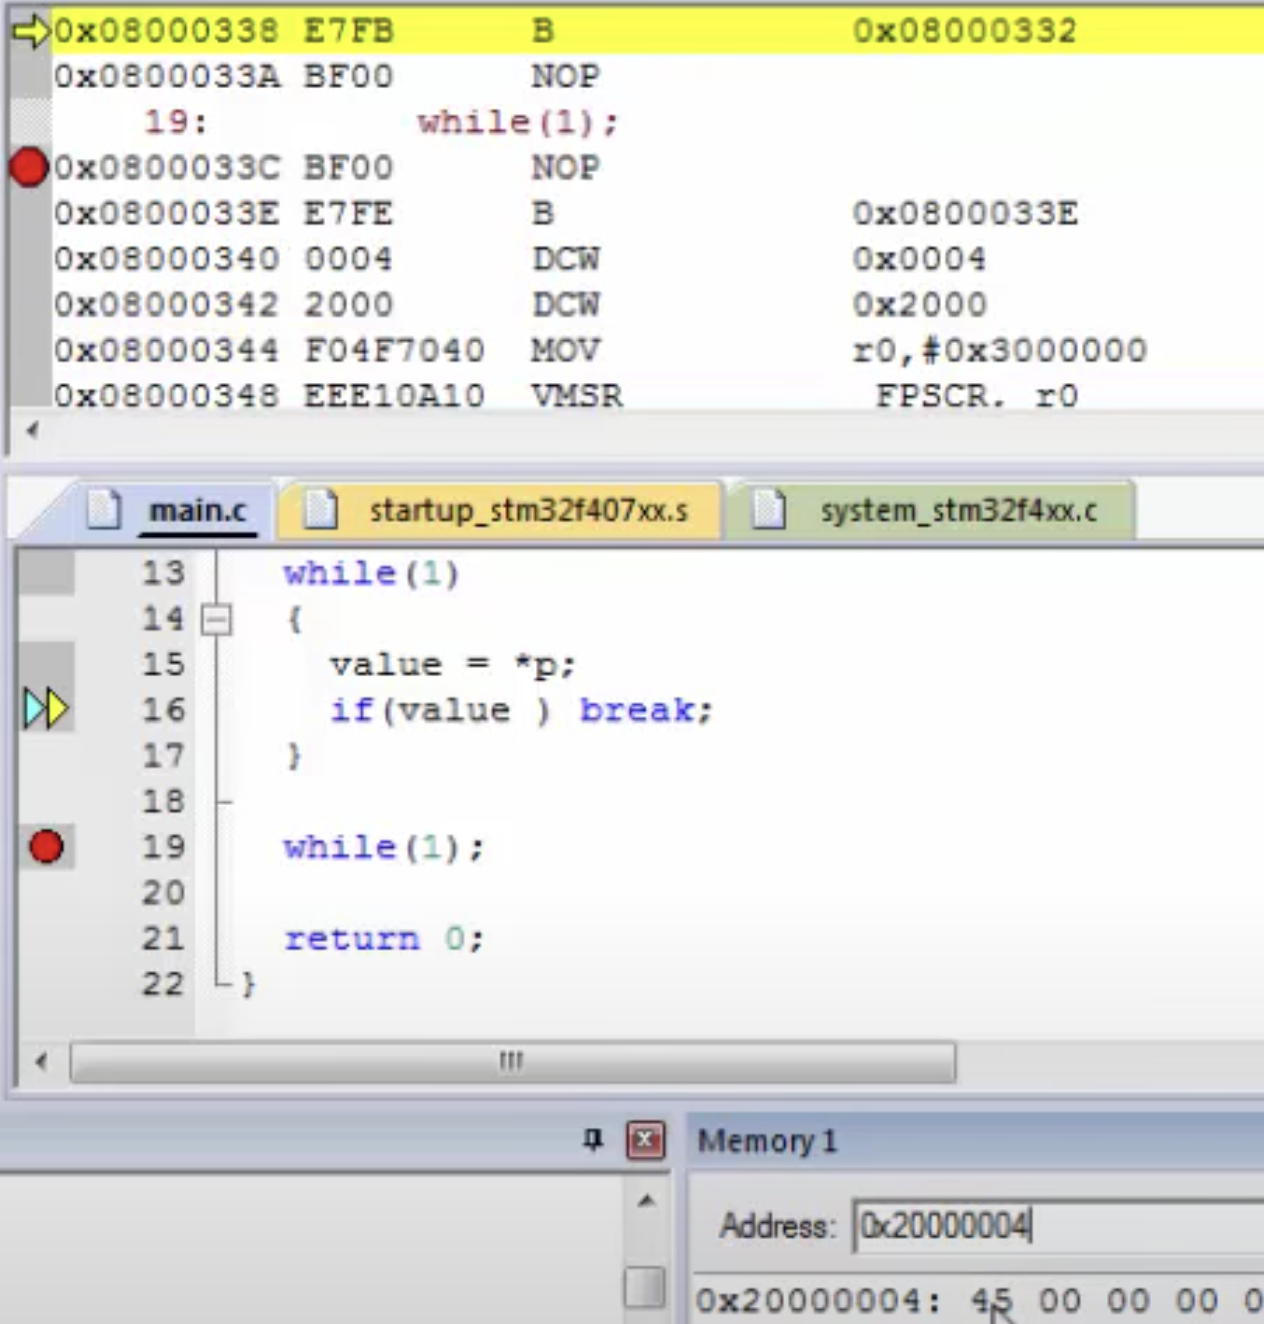 0x08000338 E7FB B 0x08000332
0x0800033A BF00 NOP
19: while(1);
0x0800033C BF00 NOP
0x0800033E E7FE B 0x0800033E
0x08000340 0004 DCW 0x0004
0x08000342 2000 DCW 0x2000
0x08000344 F04F7040 MOV r0,#0x3000000
0x08000348 EEE10A10 VMSR FPSCR, r0
main.c startup_stm32f407xx.s system_stm32f4xx.c
13 while(1)
14 {
15 value = *p;
16 if(value ) break;
17 }
18
19 while(1);
20
21 return 0;
22 }
Memory 1
Address: 0x20000004
0x20000004: 45 00 00 00 0